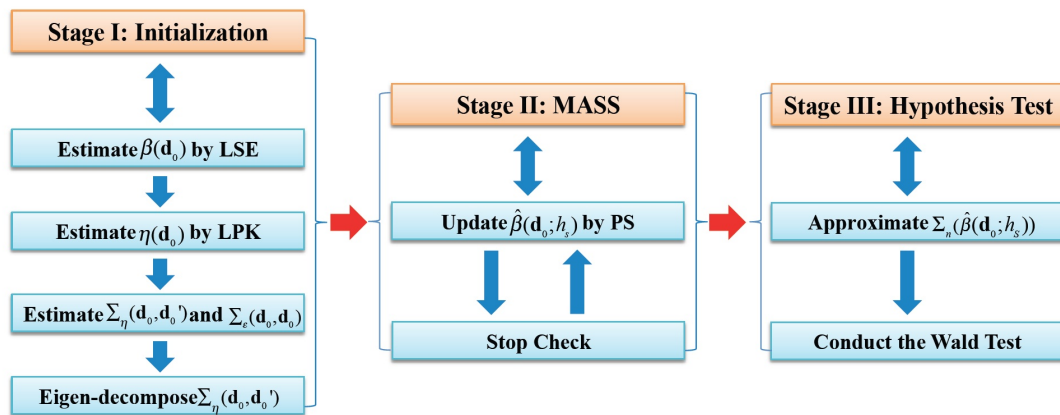 Stage I: Initialization
Estimate β(d₀) by LSE
Estimate η(d₀) by LPK
Estimate Σ_η(d₀,d₀') and Σ_ε(d₀,d₀)
Eigen-decompose Σ_η(d₀,d₀')
Stage II: MASS
Update β̂(d₀;h_s) by PS
Stop Check
Stage III: Hypothesis Test
Approximate Σ_n(β̂(d₀;h_S))
Conduct the Wald Test